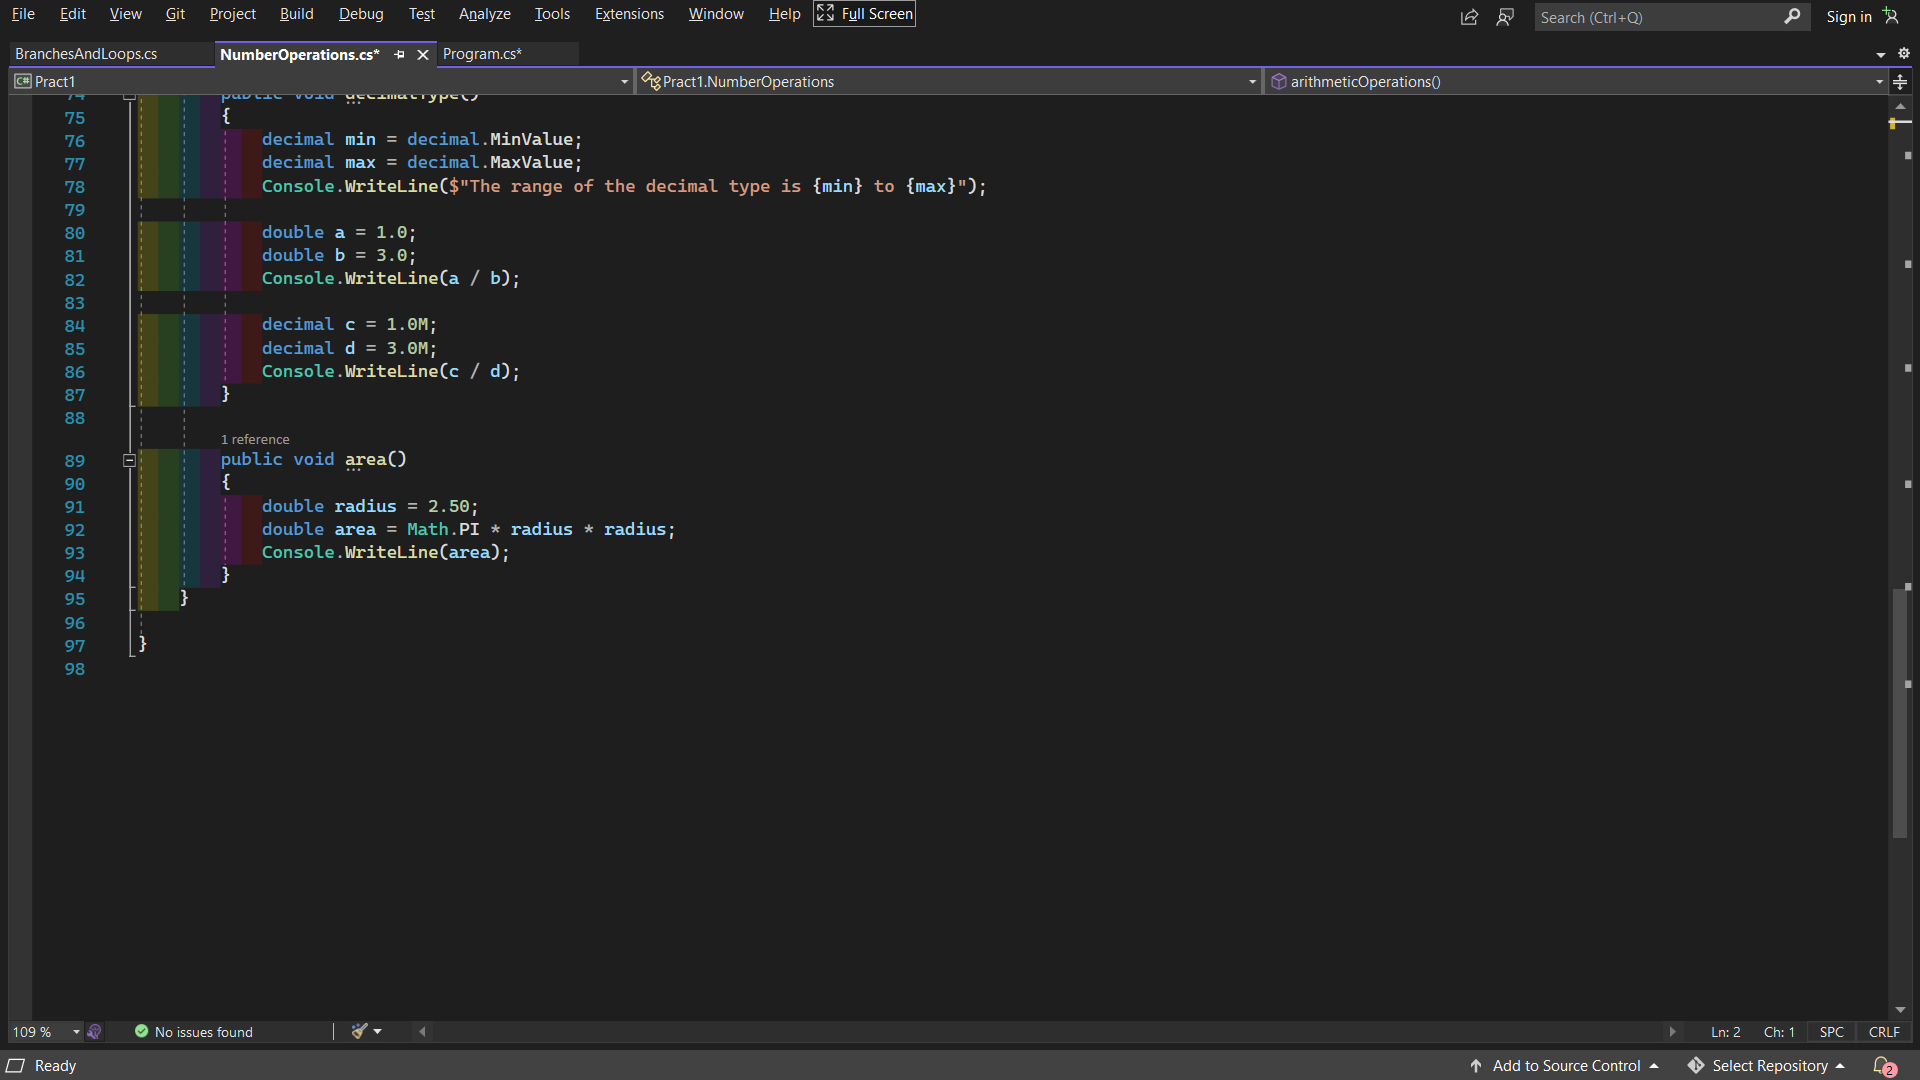 File Edit View Git Project Build Debug Test Analyze Tools Extensions Window Help Full Screen Search (Ctrl+Q) Sign in
BranchesAndLoops.cs NumberOperations.cs* Program.cs*
C# Pract1 Pract1.NumberOperations arithmeticOperations()
74 public void decimalType()
75 {
76 decimal min = decimal.MinValue;
77 decimal max = decimal.MaxValue;
78 Console.WriteLine($"The range of the decimal type is {min} to {max}");
79
80 double a = 1.0;
81 double b = 3.0;
82 Console.WriteLine(a / b);
83
84 decimal c = 1.0M;
85 decimal d = 3.0M;
86 Console.WriteLine(c / d);
87 }
88
1 reference
89 public void area()
90 {
91 double radius = 2.50;
92 double area = Math.PI * radius * radius;
93 Console.WriteLine(area);
94 }
95 }
96
97 }
98
109 % No issues found Ln: 2 Ch: 1 SPC CRLF
Ready Add to Source Control Select Repository 2